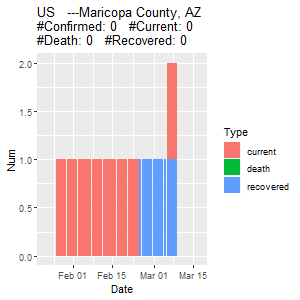 US   ---Maricopa County, AZ
#Confirmed: 0   #Current: 0
#Death: 0   #Recovered: 0
2.0
1.5
1.0
0.5
0.0
Num
Feb 01 Feb 15 Mar 01 Mar 15
Date
Type
current
death
recovered